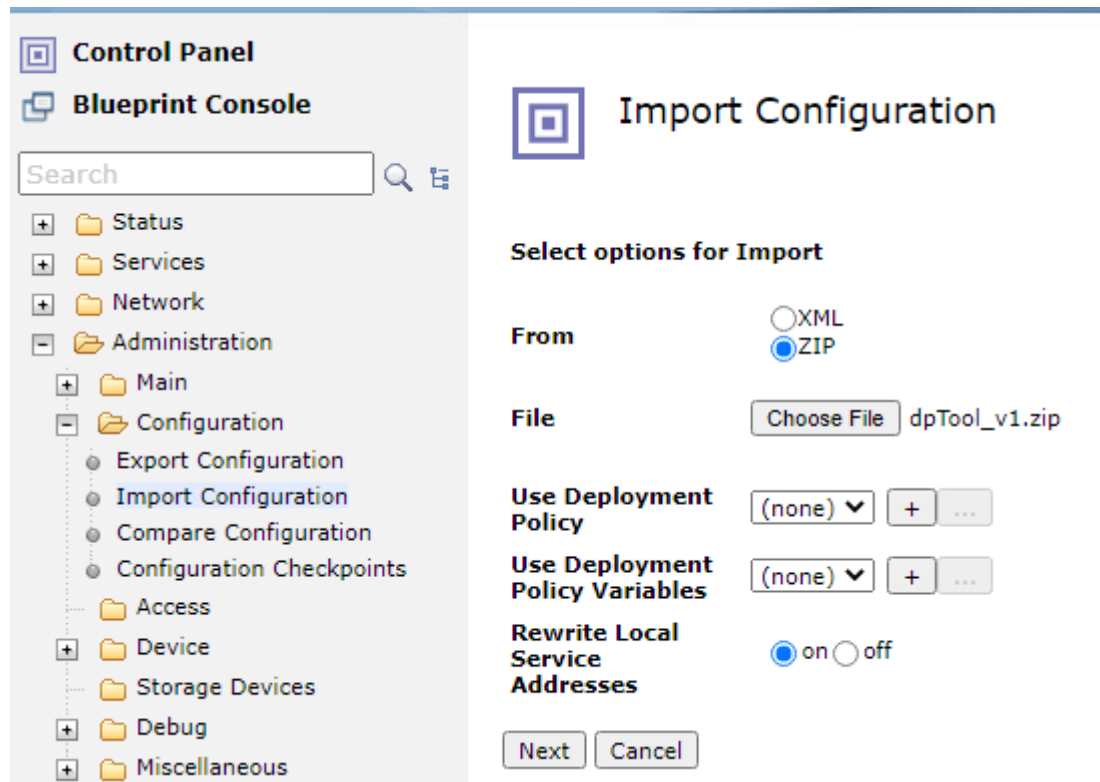 Control Panel
Blueprint Console
Search
Status
Services
Network
Administration
Main
Configuration
Export Configuration
Import Configuration
Compare Configuration
Configuration Checkpoints
Access
Device
Storage Devices
Debug
Miscellaneous
Import Configuration
Select options for Import
From
XML
ZIP
File
Choose File dpTool_v1.zip
Use Deployment
Policy
(none) + ...
Use Deployment
Policy Variables
(none) + ...
Rewrite Local
Service
Addresses
on off
Next Cancel